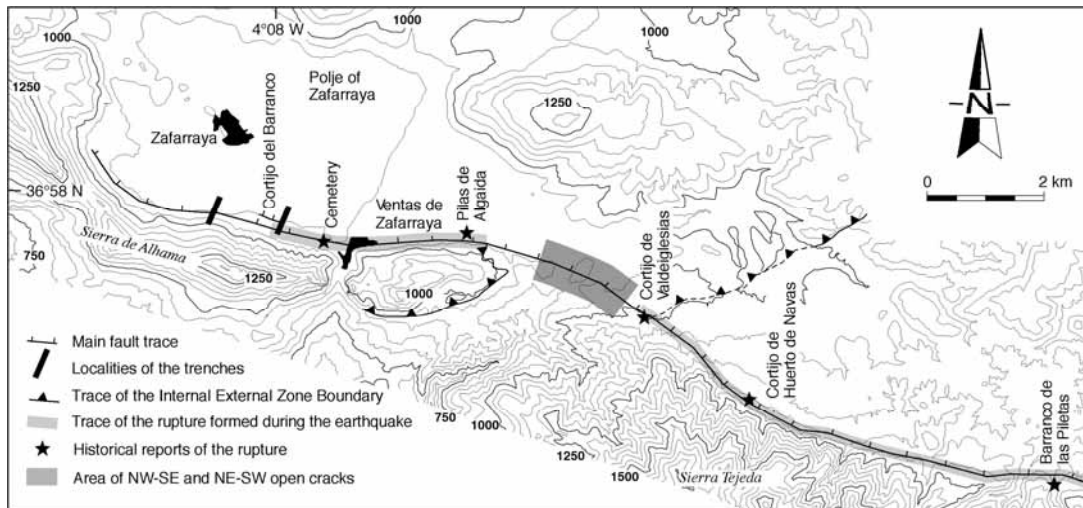 1000
4°08 W
1000
1000
1250
Polje of
Zafarraya
Zafarraya
Cortijo del Barranco
1250
36°58 N
Cemetery
Ventas de
Zafarraya
Pilas de
Algaida
N
0 2 km
Sierra de Alhama
750
1250
1000
Cortijo de
Valdeiglesias
Cortijo de
Huerto de Navas
Barranco de
las Piletas
750
1000
1250
1500
Sierra Tejeda
Main fault trace
Localities of the trenches
Trace of the Internal External Zone Boundary
Trace of the rupture formed during the earthquake
Historical reports of the rupture
Area of NW-SE and NE-SW open cracks